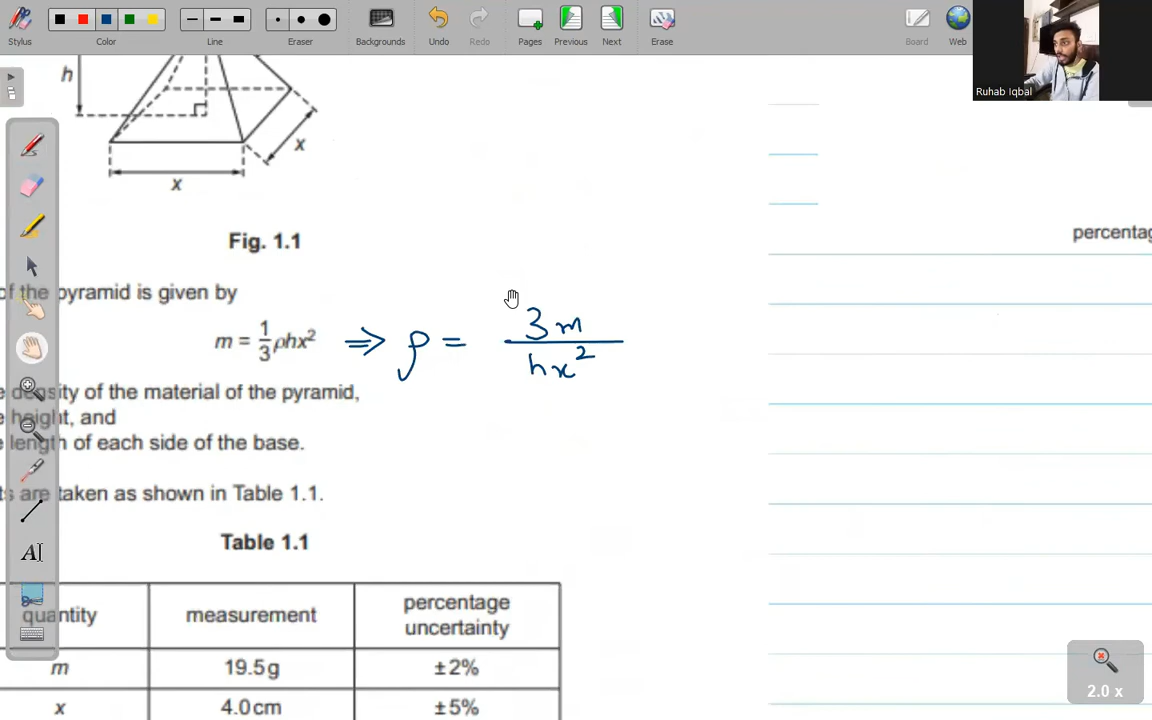 Stylus
Color
Line
Eraser
Backgrounds
Undo
Redo
Pages
Previous
Next
Erase
Board
Web
Ruhab Iqbal
h
x
x
Fig. 1.1
of the pyramid is given by
m = 1/3 ρhx² ⇒ ρ = 3m/hx²
density of the material of the pyramid,
height, and
length of each side of the base.
are taken as shown in Table 1.1.
Table 1.1
quantity measurement percentage uncertainty
m 19.5g ±2%
x 4.0cm ±5%
percentag
AI
2.0 x